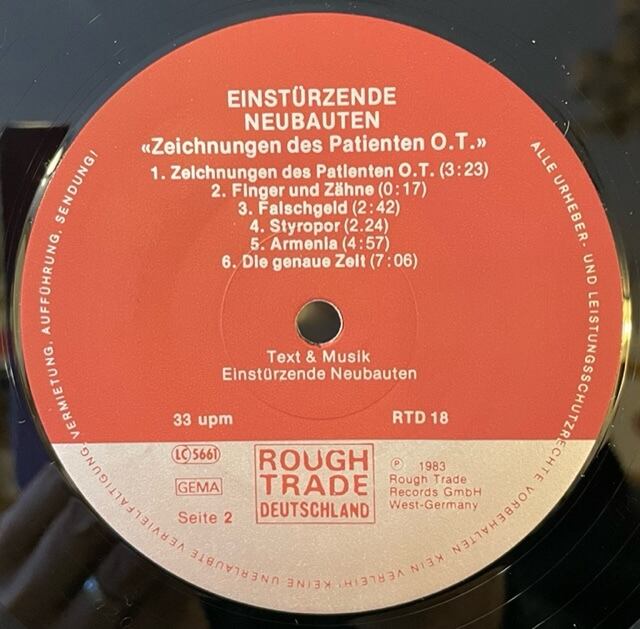 EINSTÜRZENDE
NEUBAUTEN
«Zeichnungen des Patienten O.T.»
1. Zeichnungen des Patienten O.T. (3:23)
2. Finger und Zähne (0:17)
3. Falschgeld (2:42)
4. Styropor (2.24)
5. Armenia (4:57)
6. Die genaue Zeit (7:06)
Text & Musik
Einstürzende Neubauten
33 upm
RTD 18
LC 5661
GEMA
Seite 2
ROUGH
TRADE
DEUTSCHLAND
℗ 1983
Rough Trade
Records GmbH
West-Germany
ALLE URHEBER- UND LEISTUNGSSCHUTZRECHTE VORBEHALTEN. KEIN VERLEIH! KEINE UNERLAUBTE VERVIELFÄLTIGUNG, VERMIETUNG, AUFFÜHRUNG, SENDUNG!